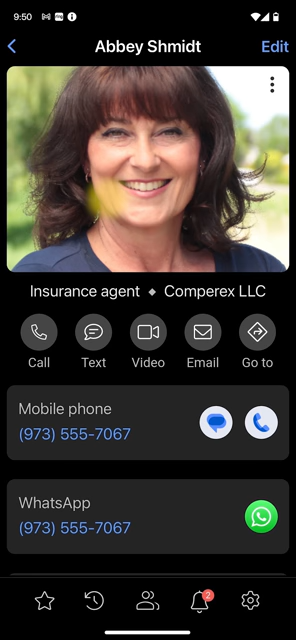 9:50
Abbey Shmidt
Edit
Insurance agent ◆ Comperex LLC
Call
Text
Video
Email
Go to
Mobile phone
(973) 555-7067
WhatsApp
(973) 555-7067
2